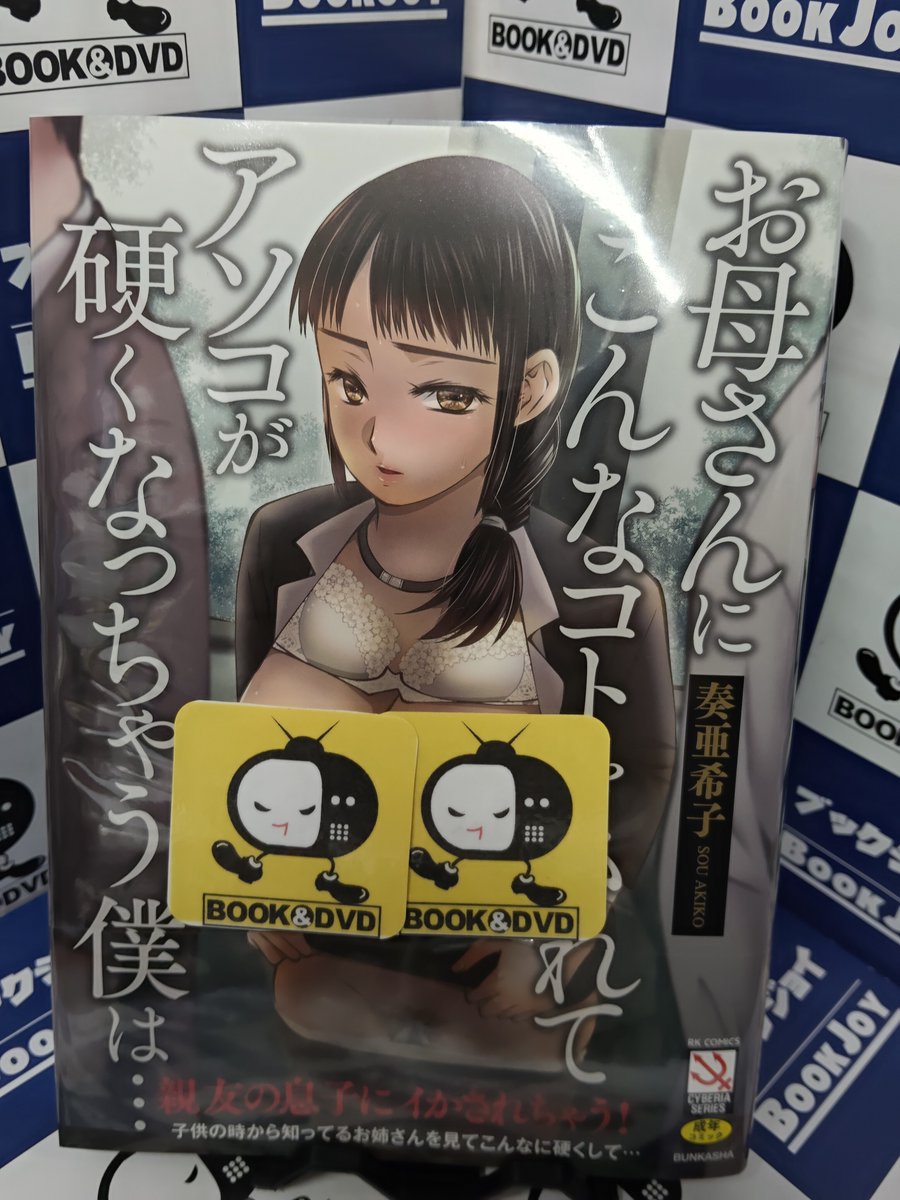 BOOK&DVD
BOOK&DVD
BOOKJOY
お母さんに
こんなコト
れて
アソコが
硬くなっちゃう僕は…
奏亜希子
SOU AKIKO
BOOK&DVD
BOOK&DVD
親友の息子にイかされちゃう!
子供の時から知ってるお姉さんを見てこんなに硬くして…
RK COMICS
CYBERIA
SERIES
成年
コミック
BUNKASHA
BOOKJOY